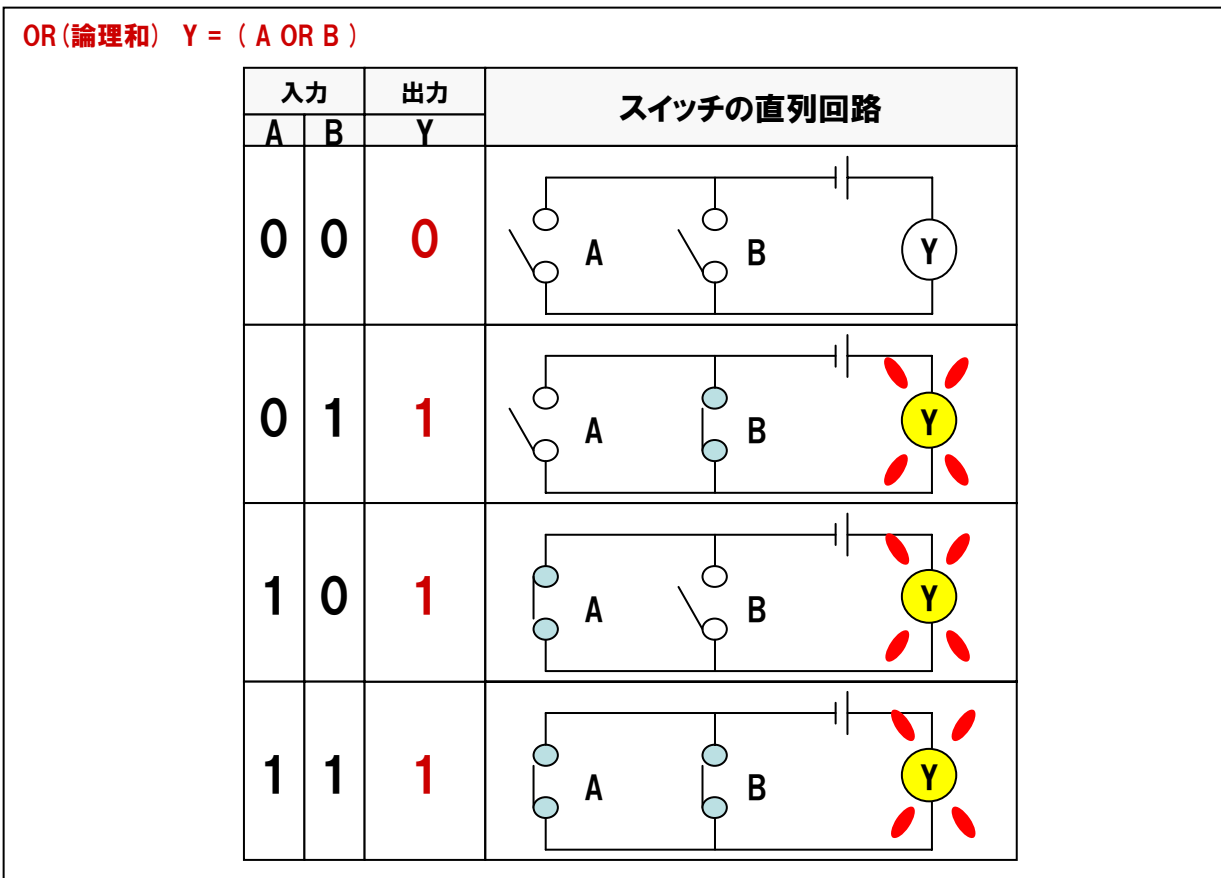 OR(論理和) Y = ( A OR B )
入力 出力 スイッチの直列回路
A B Y
0 0 0 A B Y
0 1 1 A B Y
1 0 1 A B Y
1 1 1 A B Y